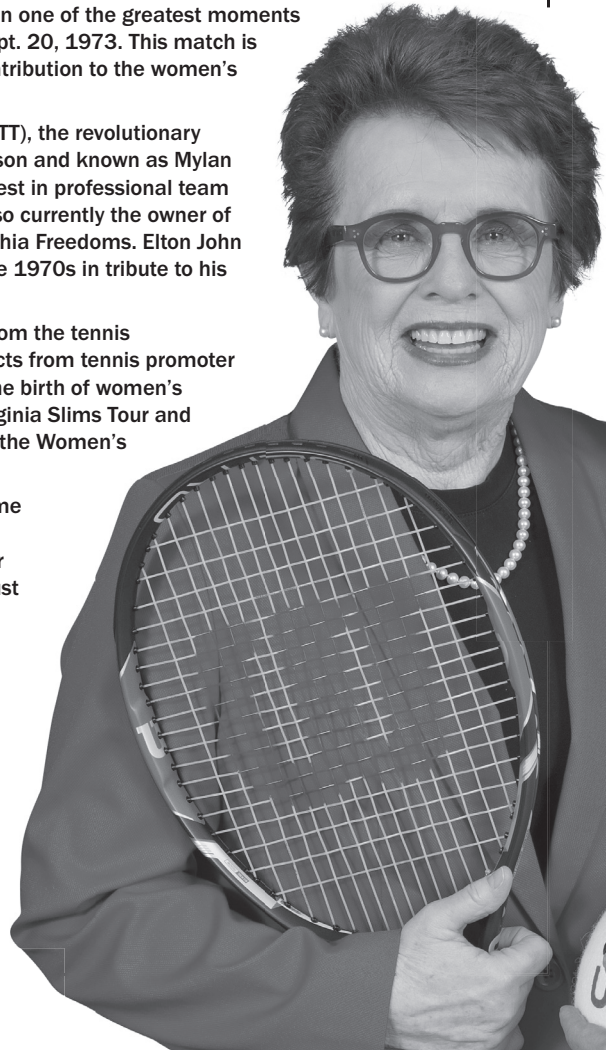 n one of the greatest moments
pt. 20, 1973. This match is
ntribution to the women’s
TT), the revolutionary
son and known as Mylan
est in professional team
so currently the owner of
hia Freedoms. Elton John
e 1970s in tribute to his
om the tennis
cts from tennis promoter
he birth of women’s
ginia Slims Tour and
the Women’s
me
r
st
P